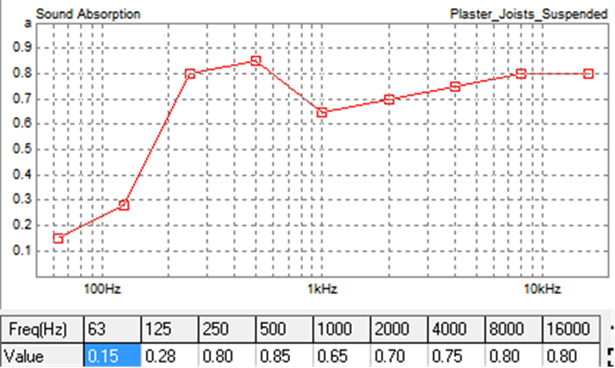 Sound Absorption Plaster_Joists_Suspended
a
0.9
0.8
0.7
0.6
0.5
0.4
0.3
0.2
0.1
100Hz 1kHz 10kHz
Freq(Hz) 63 125 250 500 1000 2000 4000 8000 16000
Value 0.15 0.28 0.80 0.85 0.65 0.70 0.75 0.80 0.80